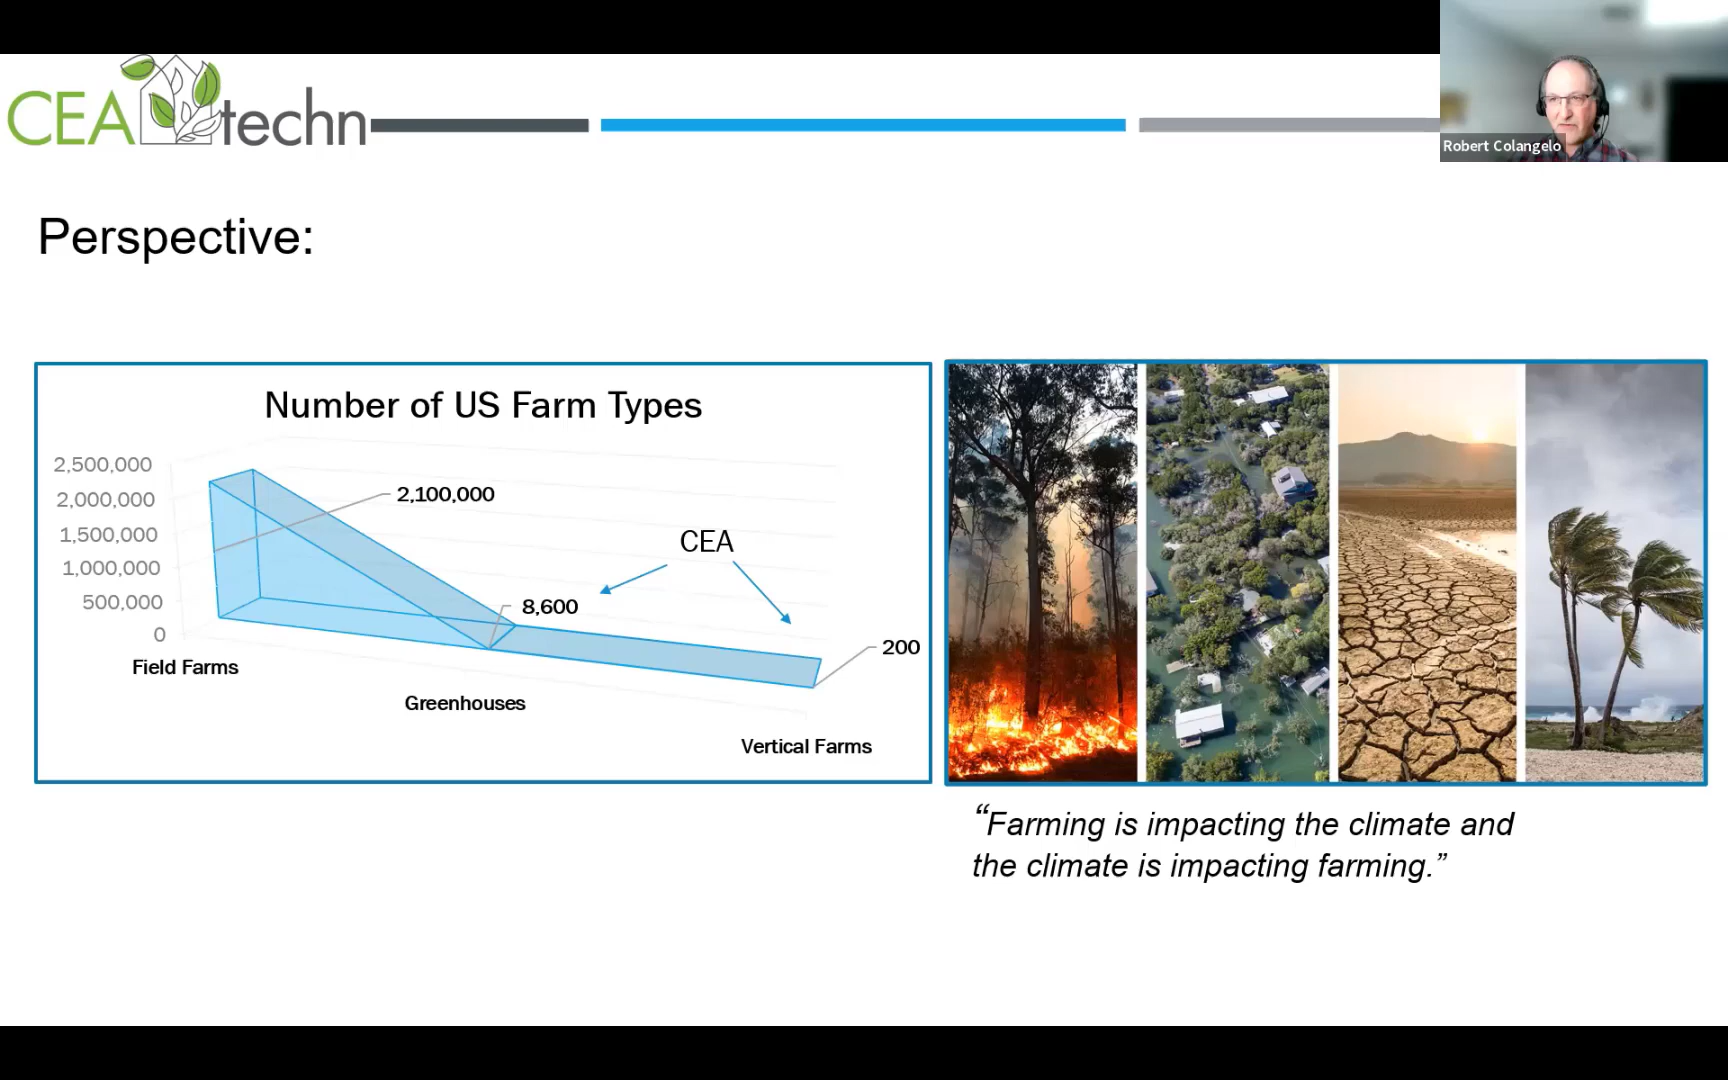 CEA techn
Robert Colangelo
Perspective:
Number of US Farm Types
2,500,000
2,000,000
1,500,000
1,000,000
500,000
0
2,100,000
CEA
8,600
200
Field Farms
Greenhouses
Vertical Farms
“Farming is impacting the climate and
the climate is impacting farming.”